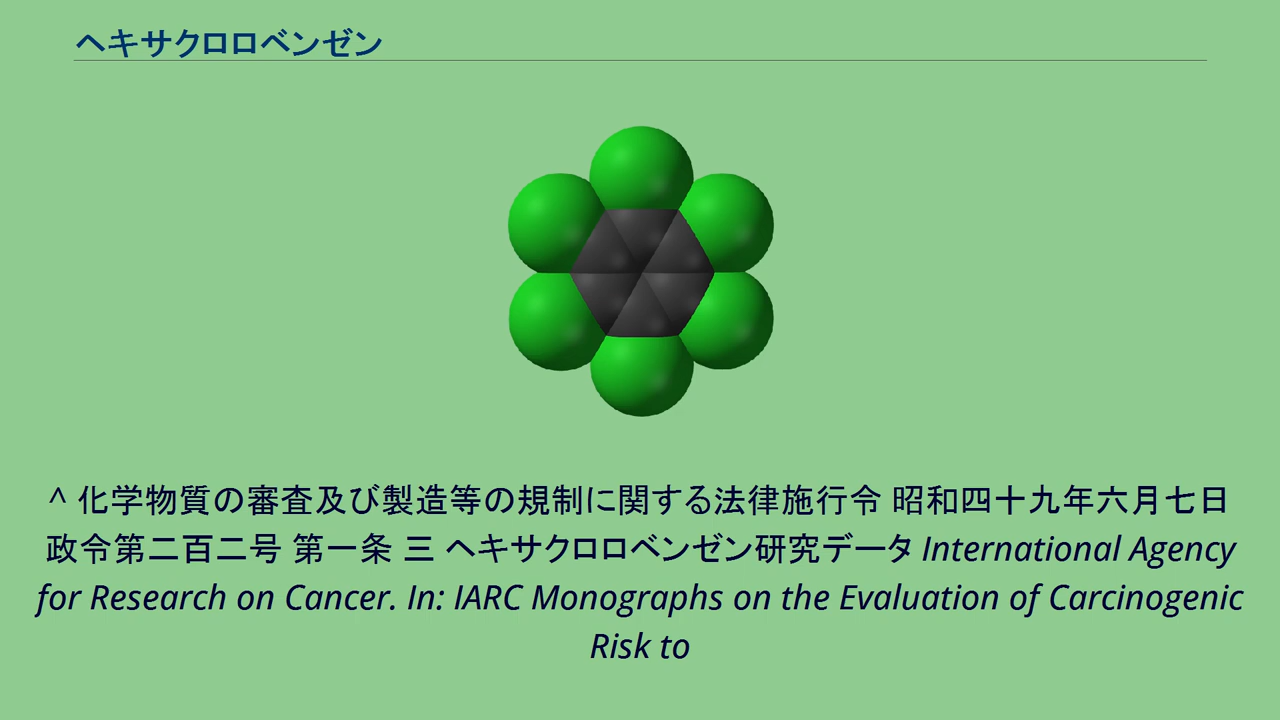 ヘキサクロロベンゼン
^ 化学物質の審査及び製造等の規制に関する法律施行令 昭和四十九年六月七日
政令第二百二号 第一条 三 ヘキサクロロベンゼン研究データ International Agency
for Research on Cancer. In: IARC Monographs on the Evaluation of Carcinogenic
Risk to